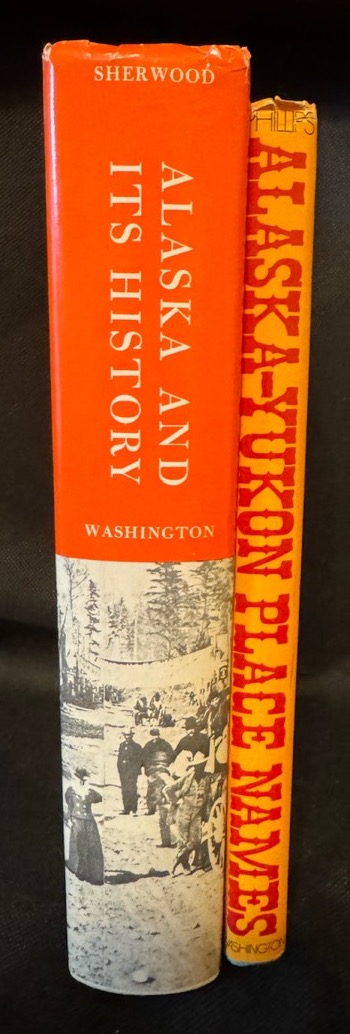 SHERWOOD
ALASKA AND
ITS HISTORY
WASHINGTON
PHILLIPS
ALASKA-YUKON PLACE NAMES
WASHINGTON